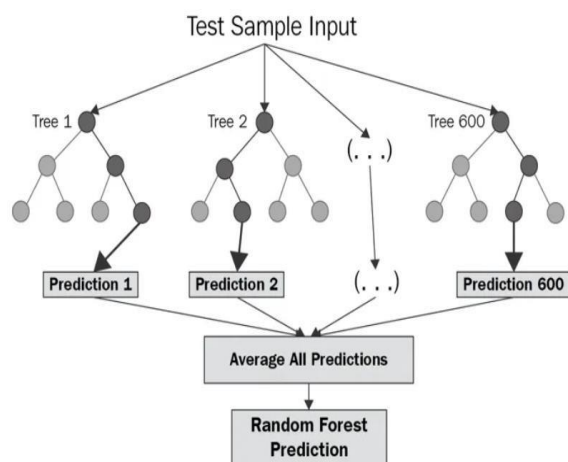 Test Sample Input
Tree 1
Tree 2
(. . .)
Tree 600
Prediction 1
Prediction 2
(. . .)
Prediction 600
Average All Predictions
Random Forest
Prediction